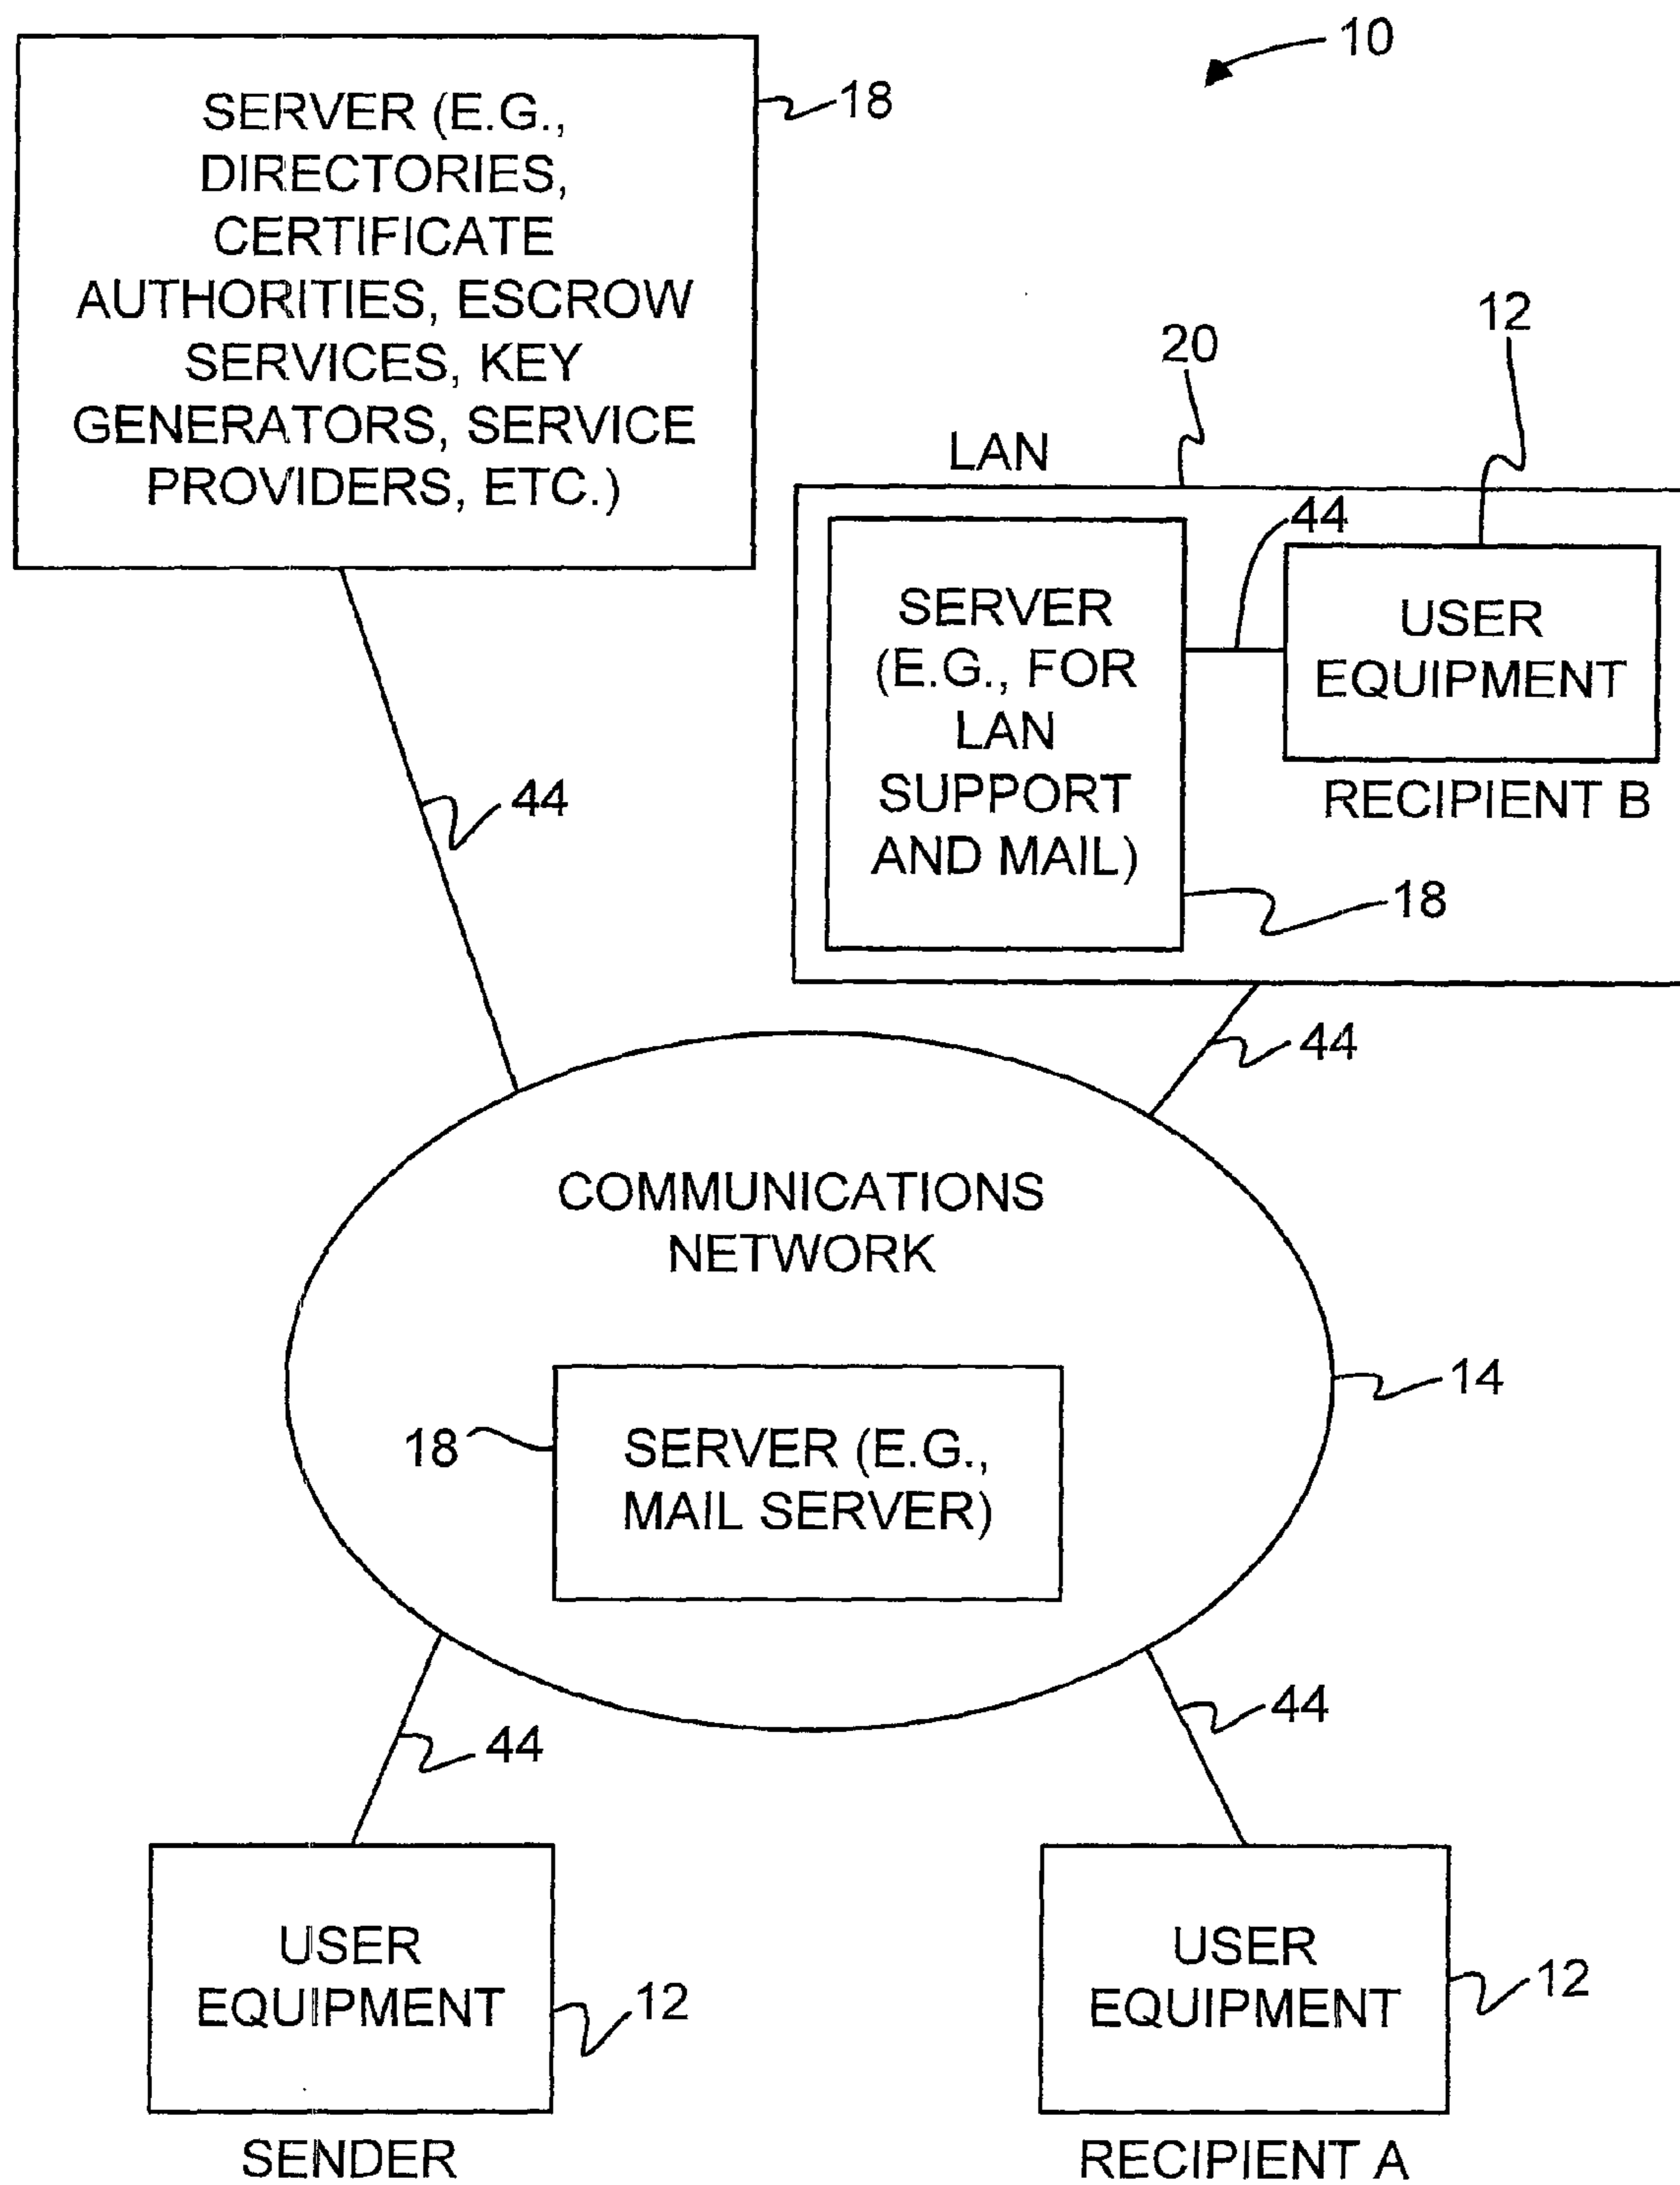 10
SERVER (E.G.,
DIRECTORIES,
CERTIFICATE
AUTHORITIES, ESCROW
SERVICES, KEY
GENERATORS, SERVICE
PROVIDERS, ETC.)
18
20
12
LAN
44
SERVER
(E.G., FOR
LAN
SUPPORT
AND MAIL)
USER
EQUIPMENT
RECIPIENT B
18
44
44
COMMUNICATIONS
NETWORK
14
18
SERVER (E.G.,
MAIL SERVER)
44
44
USER
EQUIPMENT
12
SENDER
USER
EQUIPMENT
12
RECIPIENT A